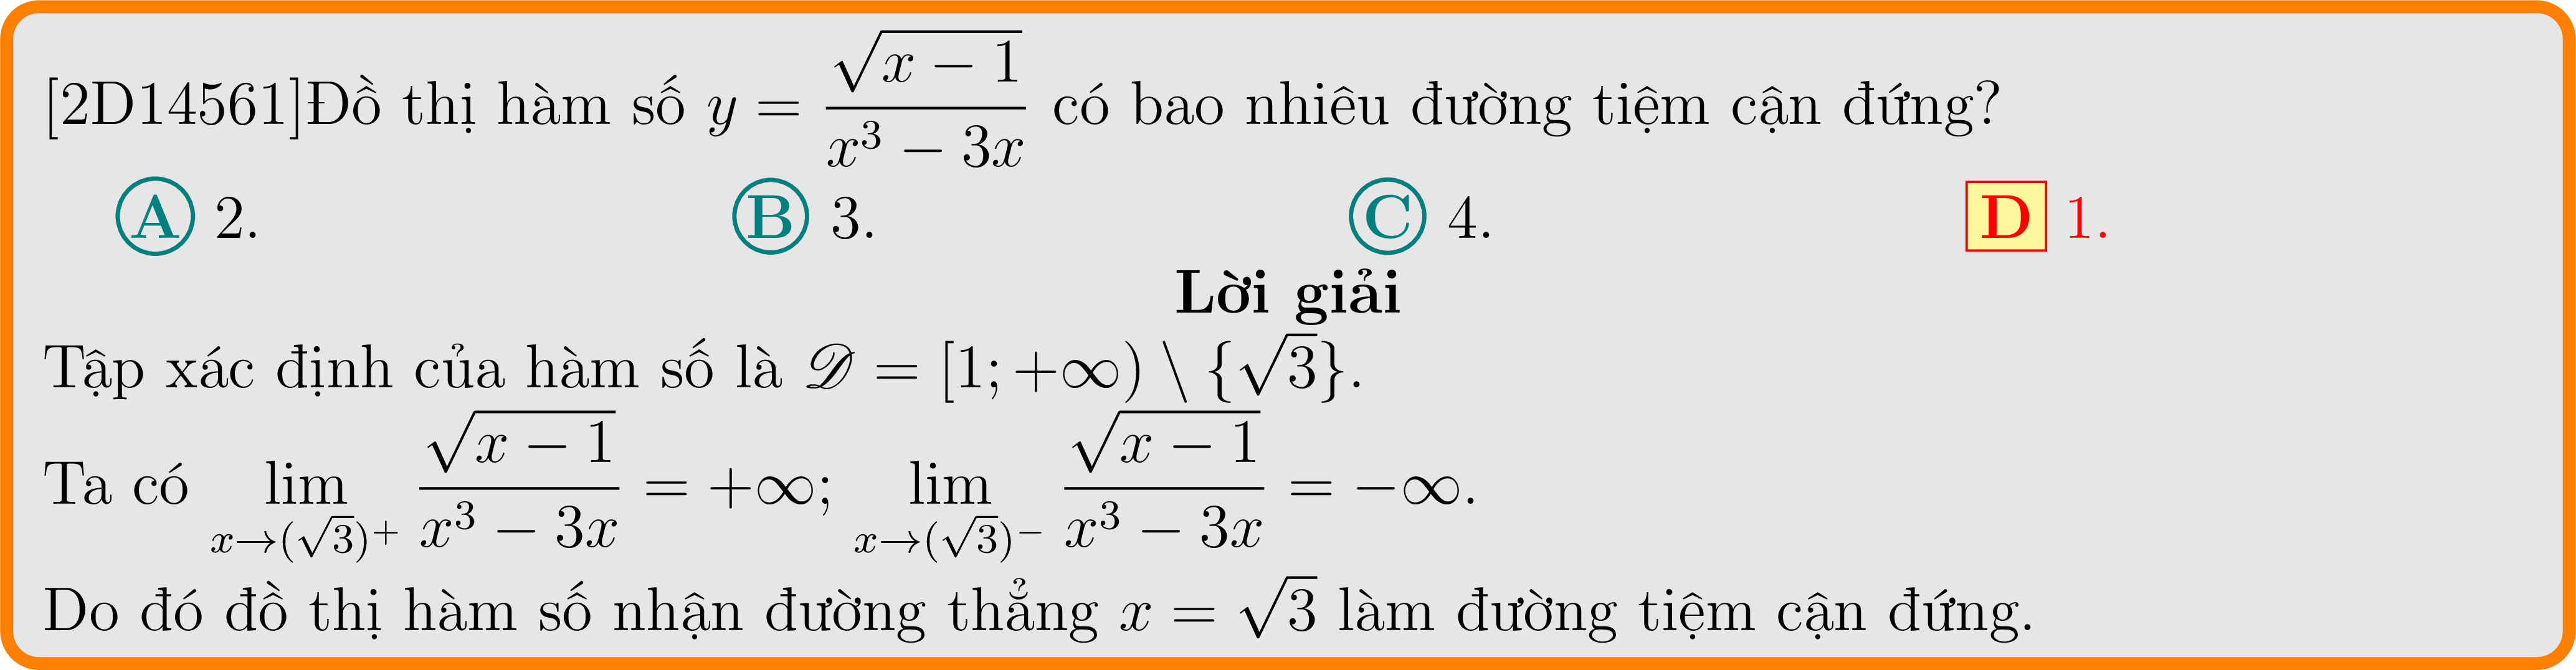 [2D14561]Đồ thị hàm số $y = \dfrac{\sqrt{x-1}}{x^3-3x}$ có bao nhiêu đường tiệm cận đứng?
A 2. B 3. C 4. D 1.
Lời giải
Tập xác định của hàm số là $\mathscr{D} = [1; +\infty) \setminus \{\sqrt{3}\}$.
Ta có $\lim\limits_{x \to (\sqrt{3})^+} \dfrac{\sqrt{x-1}}{x^3-3x} = +\infty$; $\lim\limits_{x \to (\sqrt{3})^-} \dfrac{\sqrt{x-1}}{x^3-3x} = -\infty$.
Do đó đồ thị hàm số nhận đường thẳng $x = \sqrt{3}$ làm đường tiệm cận đứng.